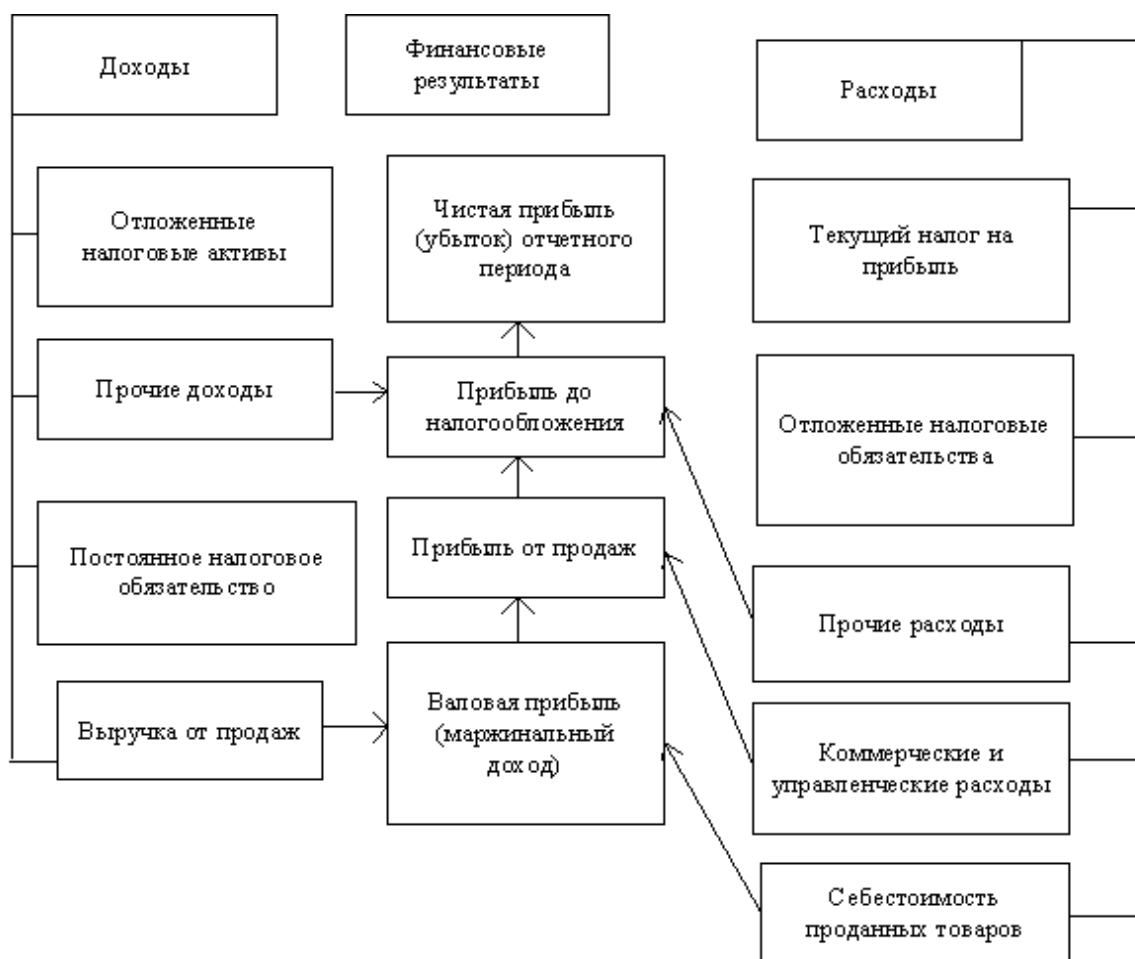 Доходы
Финансовые
результаты
Расходы
Отложенные
налоговые активы
Чистая прибыль
(убыток) отчетного
периода
Текущий налог на
прибыль
Прочие доходы
Прибыль до
налогообложения
Отложенные налоговые
обязательства
Постоянное налоговое
обязательство
Прибыль от продаж
Прочие расходы
Выручка от продаж
Валовая прибыль
(маржинальный
доход)
Коммерческие и
управленческие расходы
Себестоимость
проданных товаров